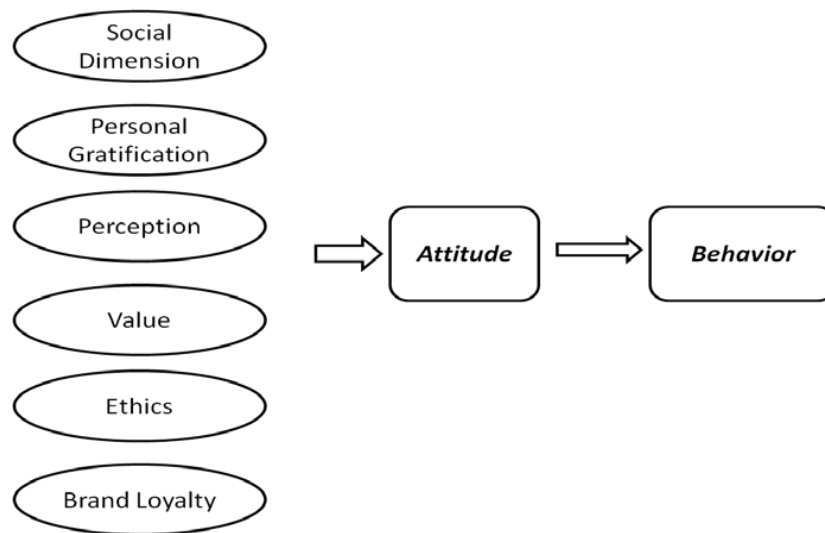 Social
Dimension
Personal
Gratification
Perception
Value
Ethics
Brand Loyalty
Attitude
Behavior